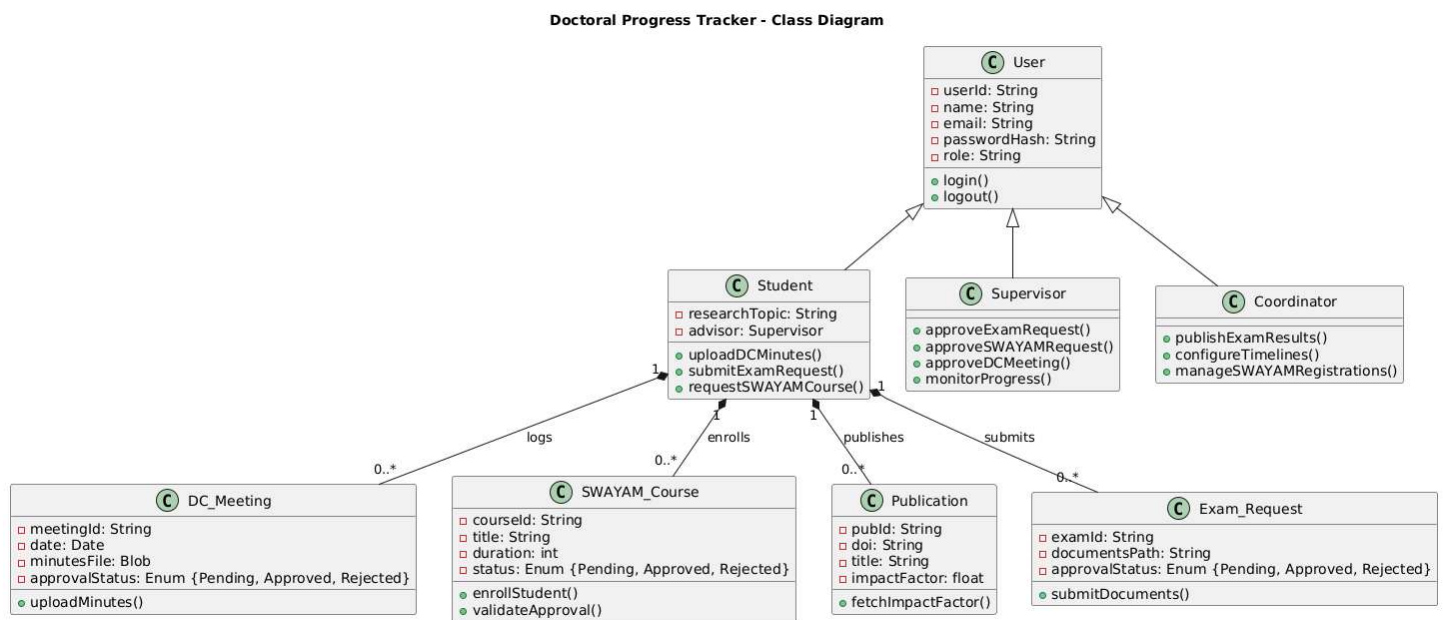 Doctoral Progress Tracker - Class Diagram
C User
userId: String
name: String
email: String
passwordHash: String
role: String
login()
logout()
C Student
researchTopic: String
advisor: Supervisor
uploadDCMinutes()
submitExamRequest()
requestSWAYAMCourse()
C Supervisor
approveExamRequest()
approveSWAYAMRequest()
approveDCMeeting()
monitorProgress()
C Coordinator
publishExamResults()
configureTimelines()
manageSWAYAMRegistrations()
1
1
1
1
logs
enrolls
publishes
submits
0..*
0..*
0..*
0..*
C DC_Meeting
meetingId: String
date: Date
minutesFile: Blob
approvalStatus: Enum {Pending, Approved, Rejected}
uploadMinutes()
C SWAYAM_Course
courseId: String
title: String
duration: int
status: Enum {Pending, Approved, Rejected}
enrollStudent()
validateApproval()
C Publication
pubId: String
doi: String
title: String
impactFactor: float
fetchImpactFactor()
C Exam_Request
examId: String
documentsPath: String
approvalStatus: Enum {Pending, Approved, Rejected}
submitDocuments()